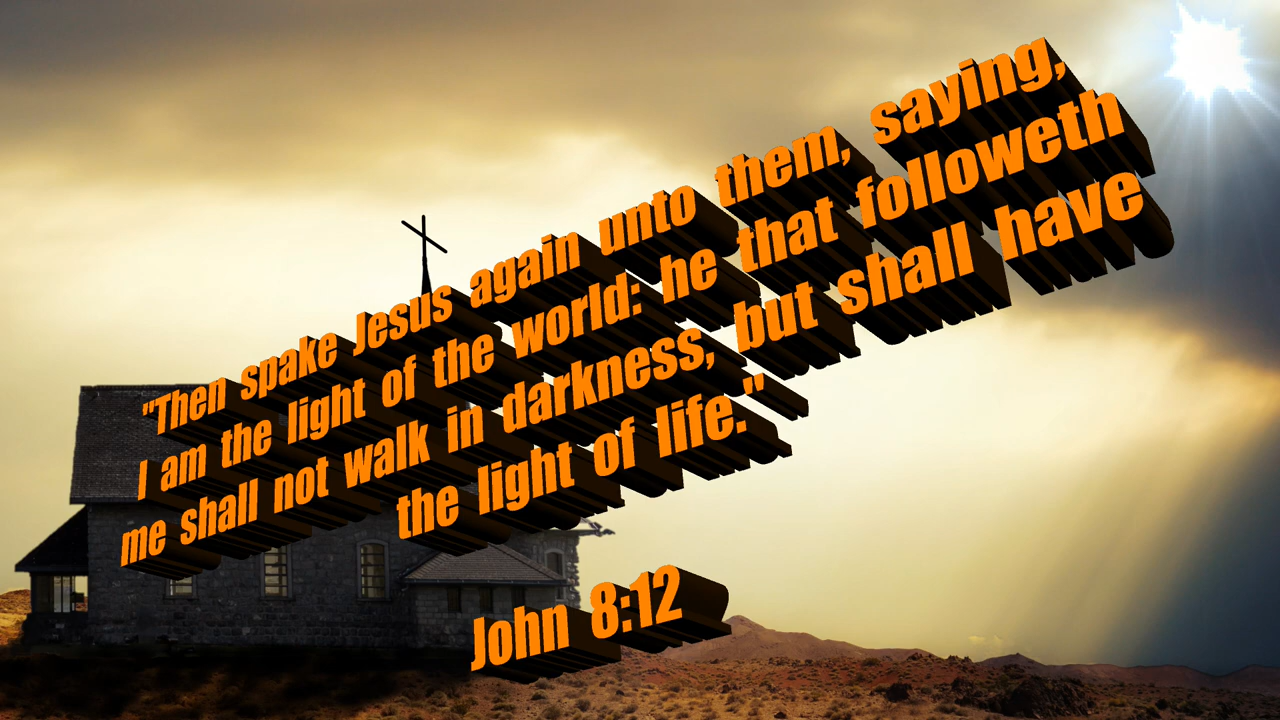 "Then spake Jesus again unto them, saying,
I am the light of the world: he that followeth
me shall not walk in darkness, but shall have
the light of life."
John 8:12